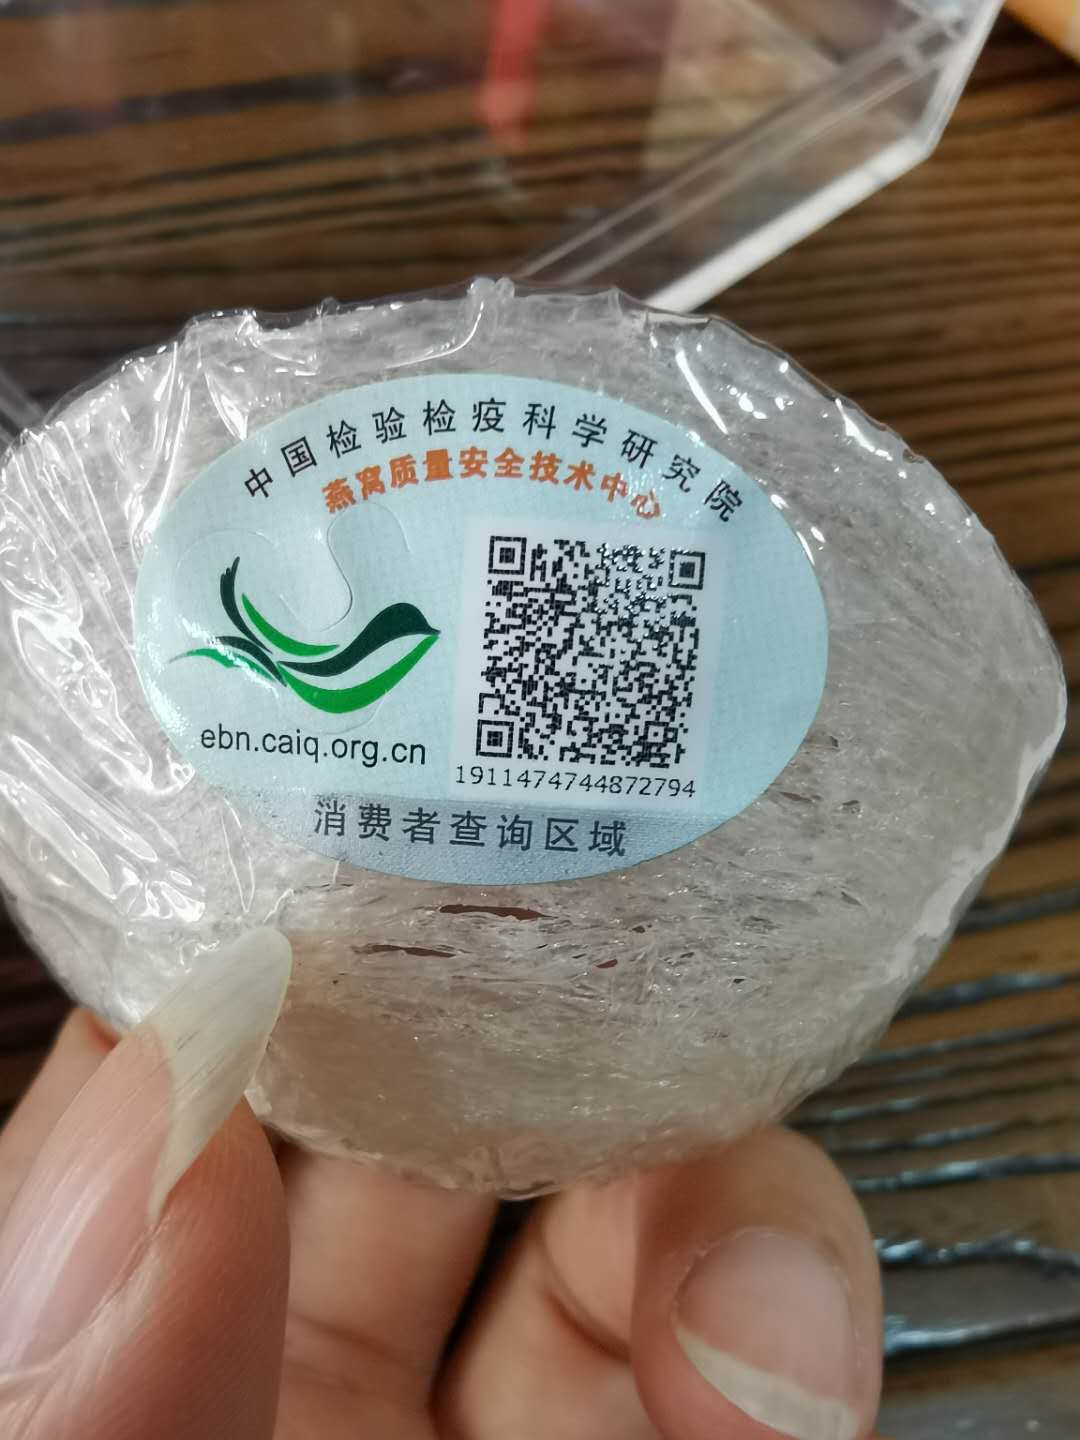 中国检验检疫科学研究院
燕窝质量安全技术中心
ebn.caiq.org.cn
1911474744872794
消费者查询区域